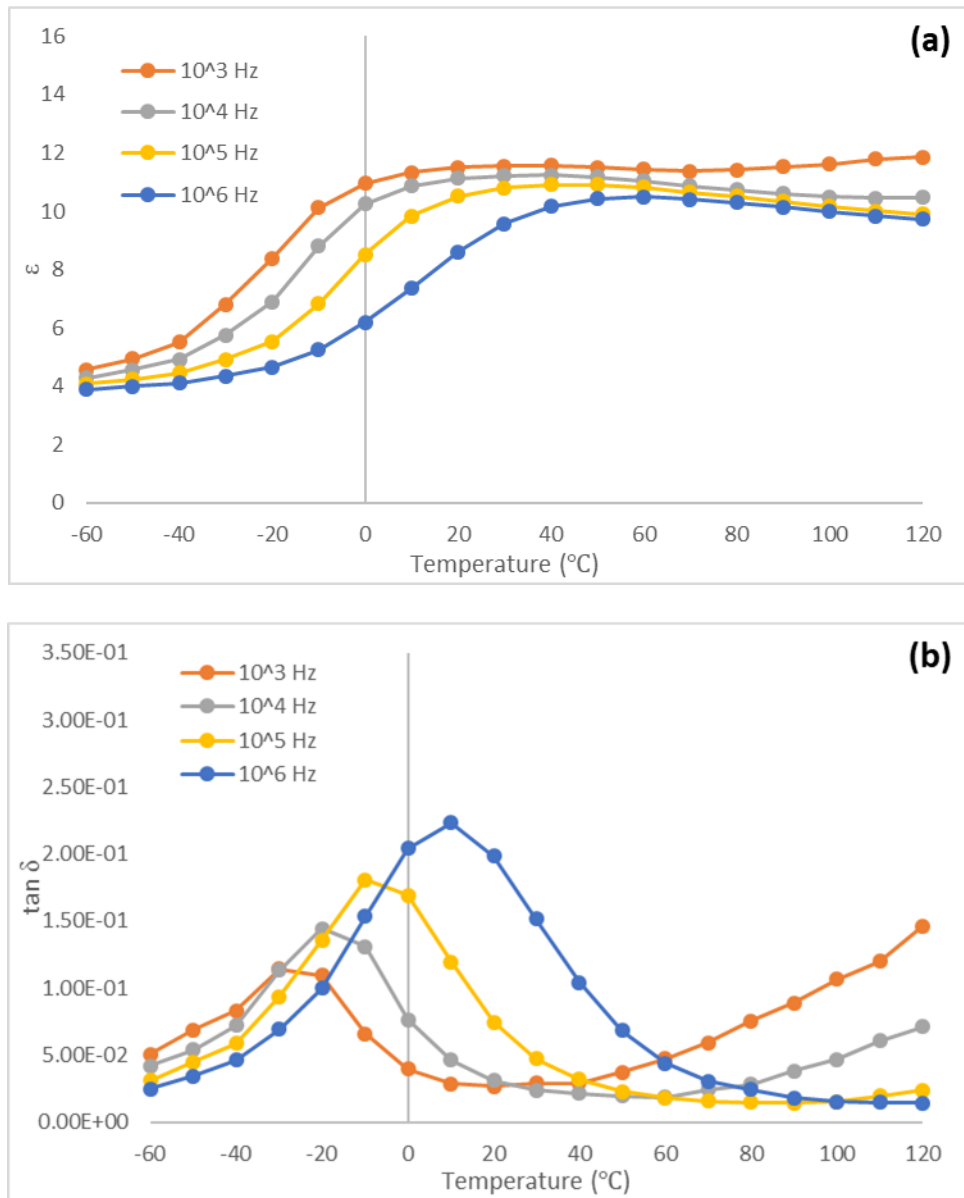 (a)
16
14
12
10
8
6
4
2
0
ε
10^3 Hz
10^4 Hz
10^5 Hz
10^6 Hz
-60 -40 -20 0 20 40 60 80 100 120
Temperature (°C)
(b)
3.50E-01
3.00E-01
2.50E-01
2.00E-01
1.50E-01
1.00E-01
5.00E-02
0.00E+00
tan δ
10^3 Hz
10^4 Hz
10^5 Hz
10^6 Hz
-60 -40 -20 0 20 40 60 80 100 120
Temperature (°C)